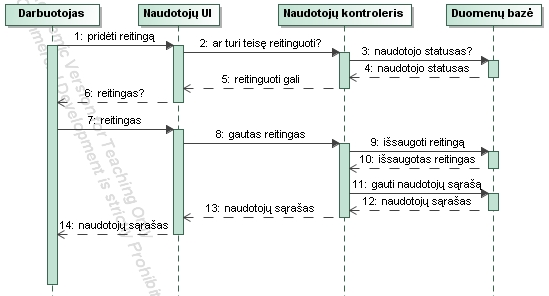 Darbuotojas
Naudotojų UI
Naudotojų kontroleris
Duomenų bazė
1: pridėti reitingą
2: ar turi teisę reitinguoti?
3: naudotojo statusas?
4: naudotojo statusas
5: reitinguoti gali
6: reitingas?
7: reitingas
8: gautas reitingas
9: išsaugoti reitingą
10: išsaugotas reitingas
11: gauti naudotojų sąrašą
12: naudotojų sąrašas
13: naudotojų sąrašas
14: naudotojų sąrašas
Version for Teaching Only
Development is strictly Prohibit